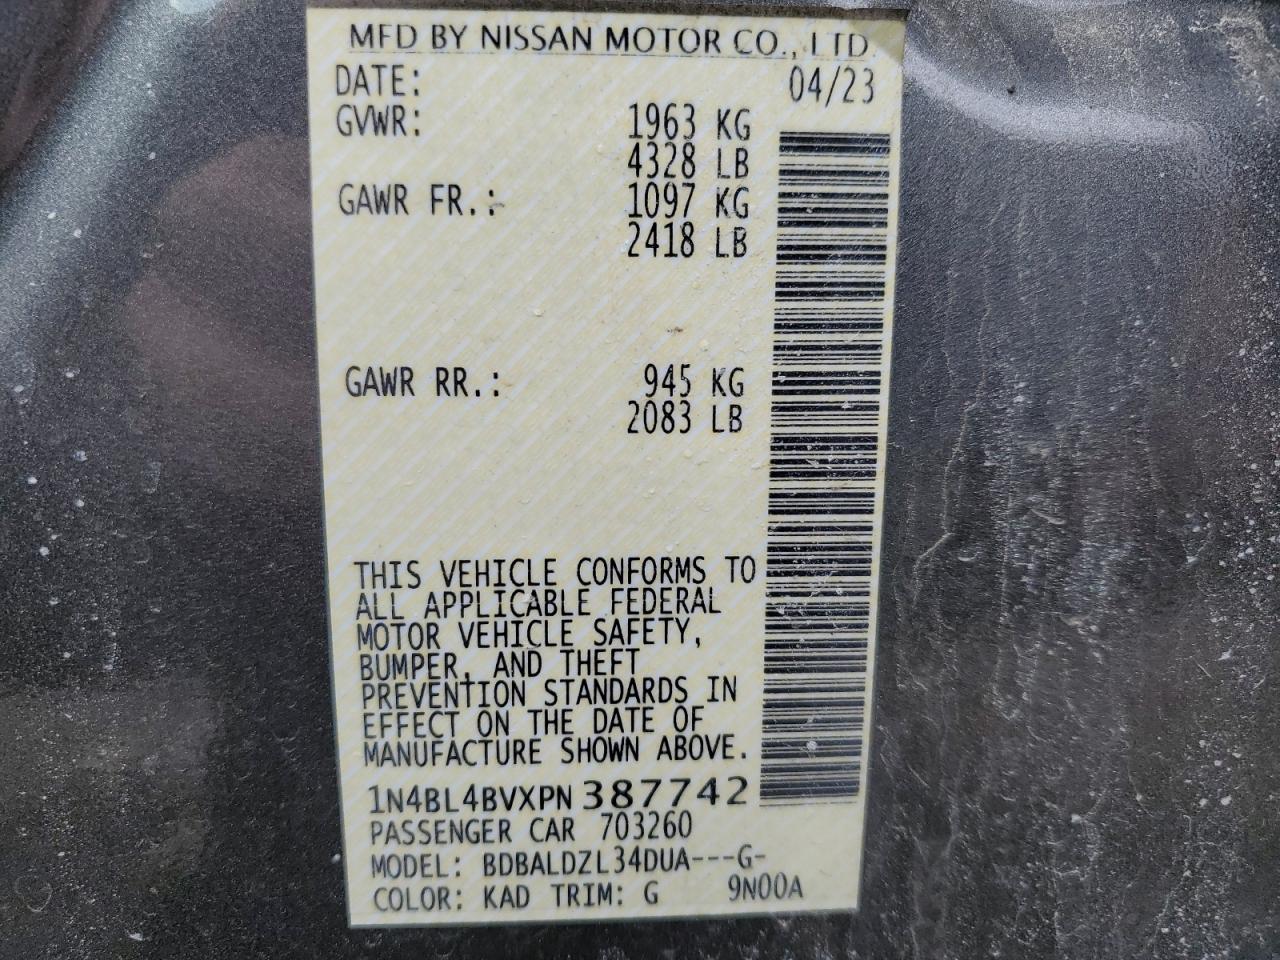 MFD BY NISSAN MOTOR CO., LTD.
DATE: 04/23
GVWR: 1963 KG
4328 LB
GAWR FR.: 1097 KG
2418 LB
GAWR RR.: 945 KG
2083 LB
THIS VEHICLE CONFORMS TO
ALL APPLICABLE FEDERAL
MOTOR VEHICLE SAFETY,
BUMPER, AND THEFT
PREVENTION STANDARDS IN
EFFECT ON THE DATE OF
MANUFACTURE SHOWN ABOVE.
1N4BL4BVXPN387742
PASSENGER CAR 703260
MODEL: BDBALDZL34DUA---G-
COLOR: KAD TRIM: G 9N00A